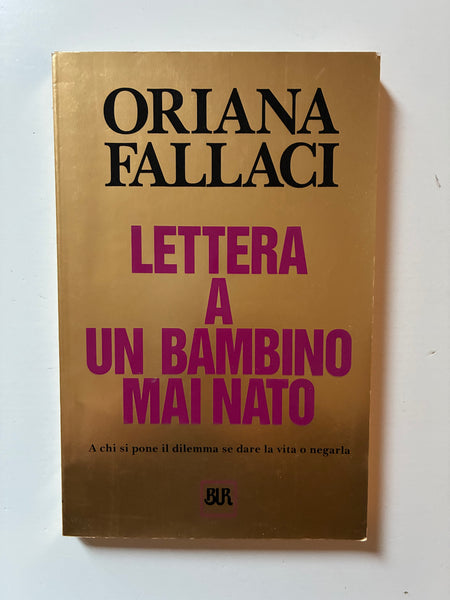 ORIANA
FALLACI
LETTERA
A
UN BAMBINO
MAI NATO
A chi si pone il dilemma se dare la vita o negarla
BUR